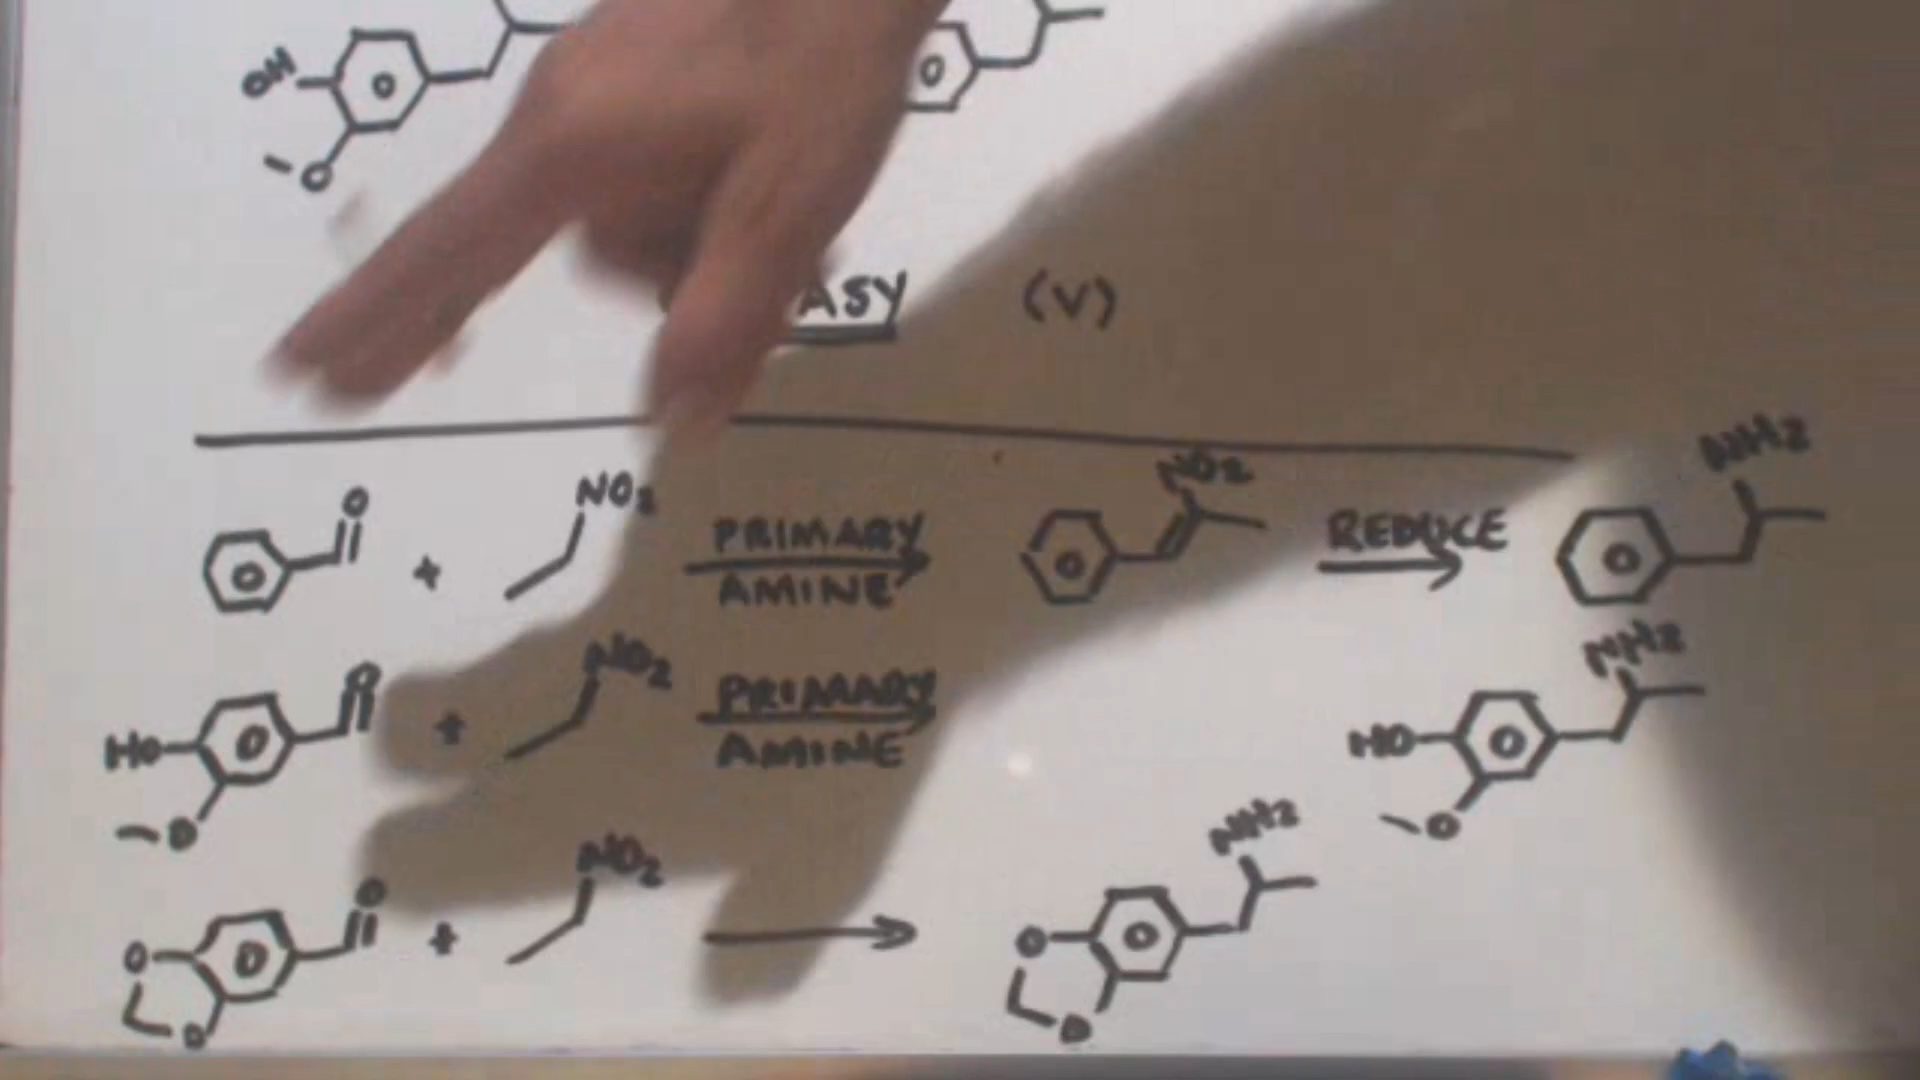 OH
O
(V)
O NO2 NO2 NH2
+ PRIMARY REDUCE
AMINE
O NO2 NH2
HO + PRIMARY HO
AMINE
O O
O NO2 NH2
O + O
O O